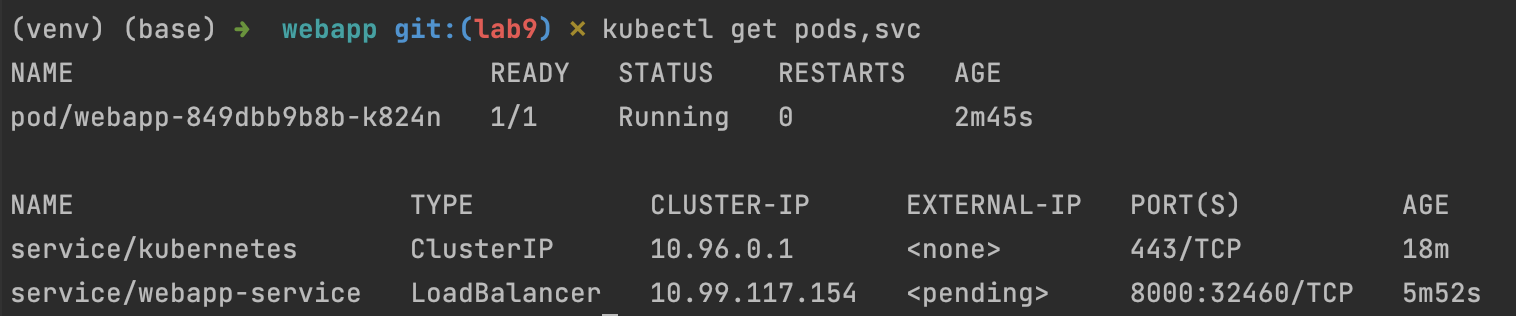 (venv) (base) → webapp git:(lab9) × kubectl get pods,svc
NAME READY STATUS RESTARTS AGE
pod/webapp-849dbb9b8b-k824n 1/1 Running 0 2m45s
NAME TYPE CLUSTER-IP EXTERNAL-IP PORT(S) AGE
service/kubernetes ClusterIP 10.96.0.1 <none> 443/TCP 18m
service/webapp-service LoadBalancer 10.99.117.154 <pending> 8000:32460/TCP 5m52s